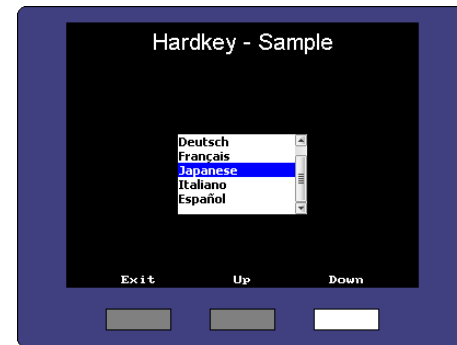 Hardkey - Sample
Deutsch
Français
Japanese
Italiano
Español
Exit Up Down